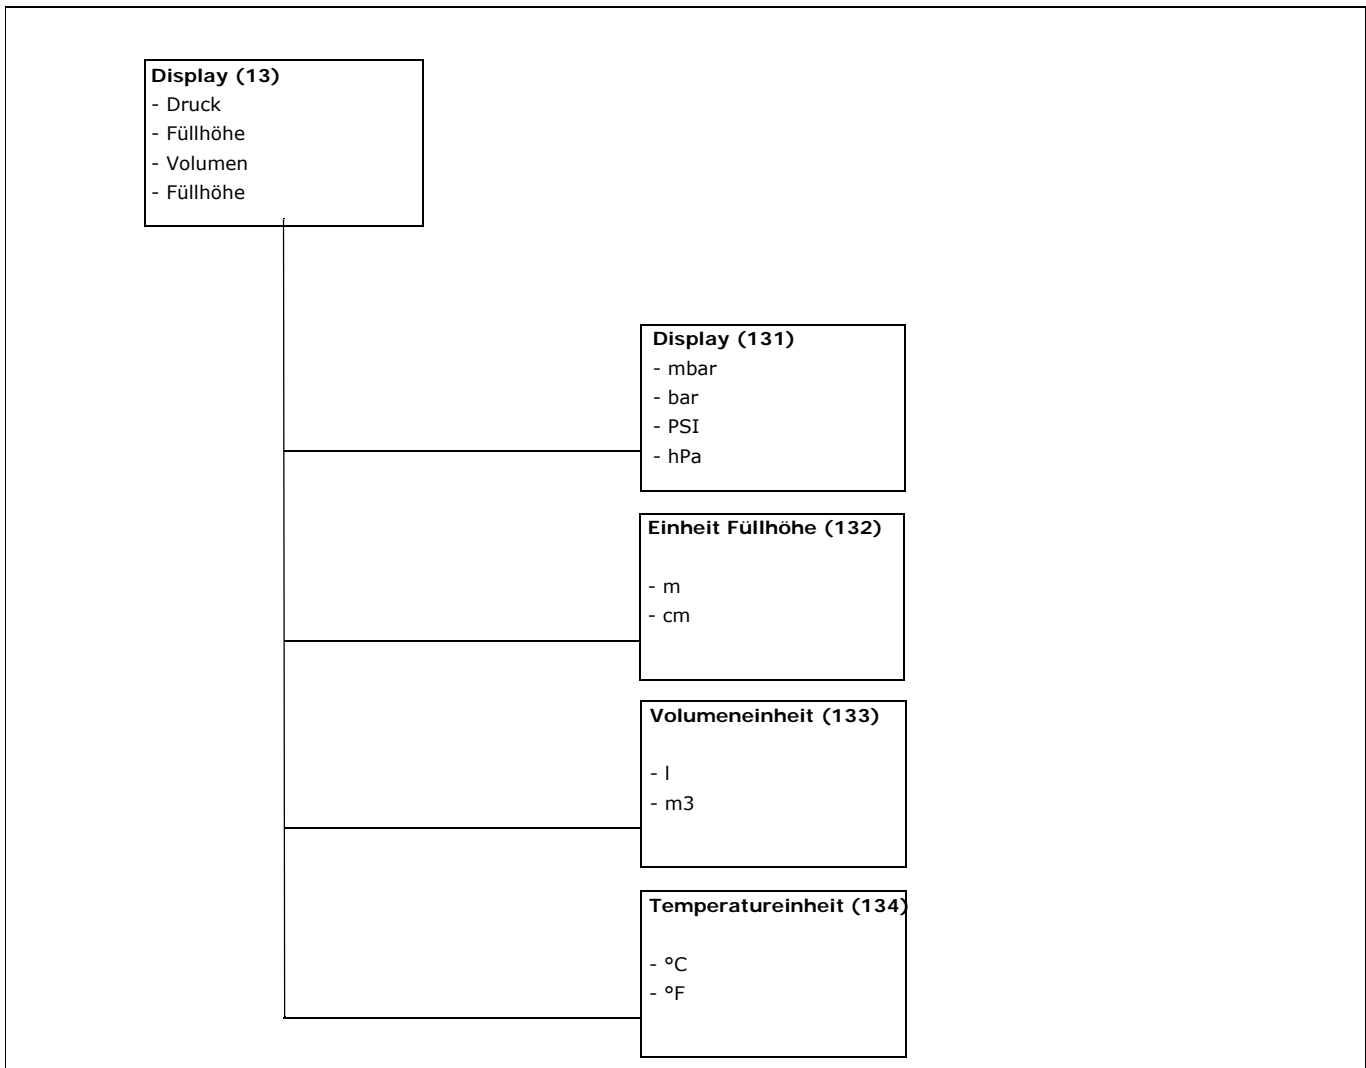 Display (13)
- Druck
- Füllhöhe
- Volumen
- Füllhöhe
Display (131)
- mbar
- bar
- PSI
- hPa
Einheit Füllhöhe (132)
- m
- cm
Volumeneinheit (133)
- l
- m3
Temperatureinheit (134)
- °C
- °F